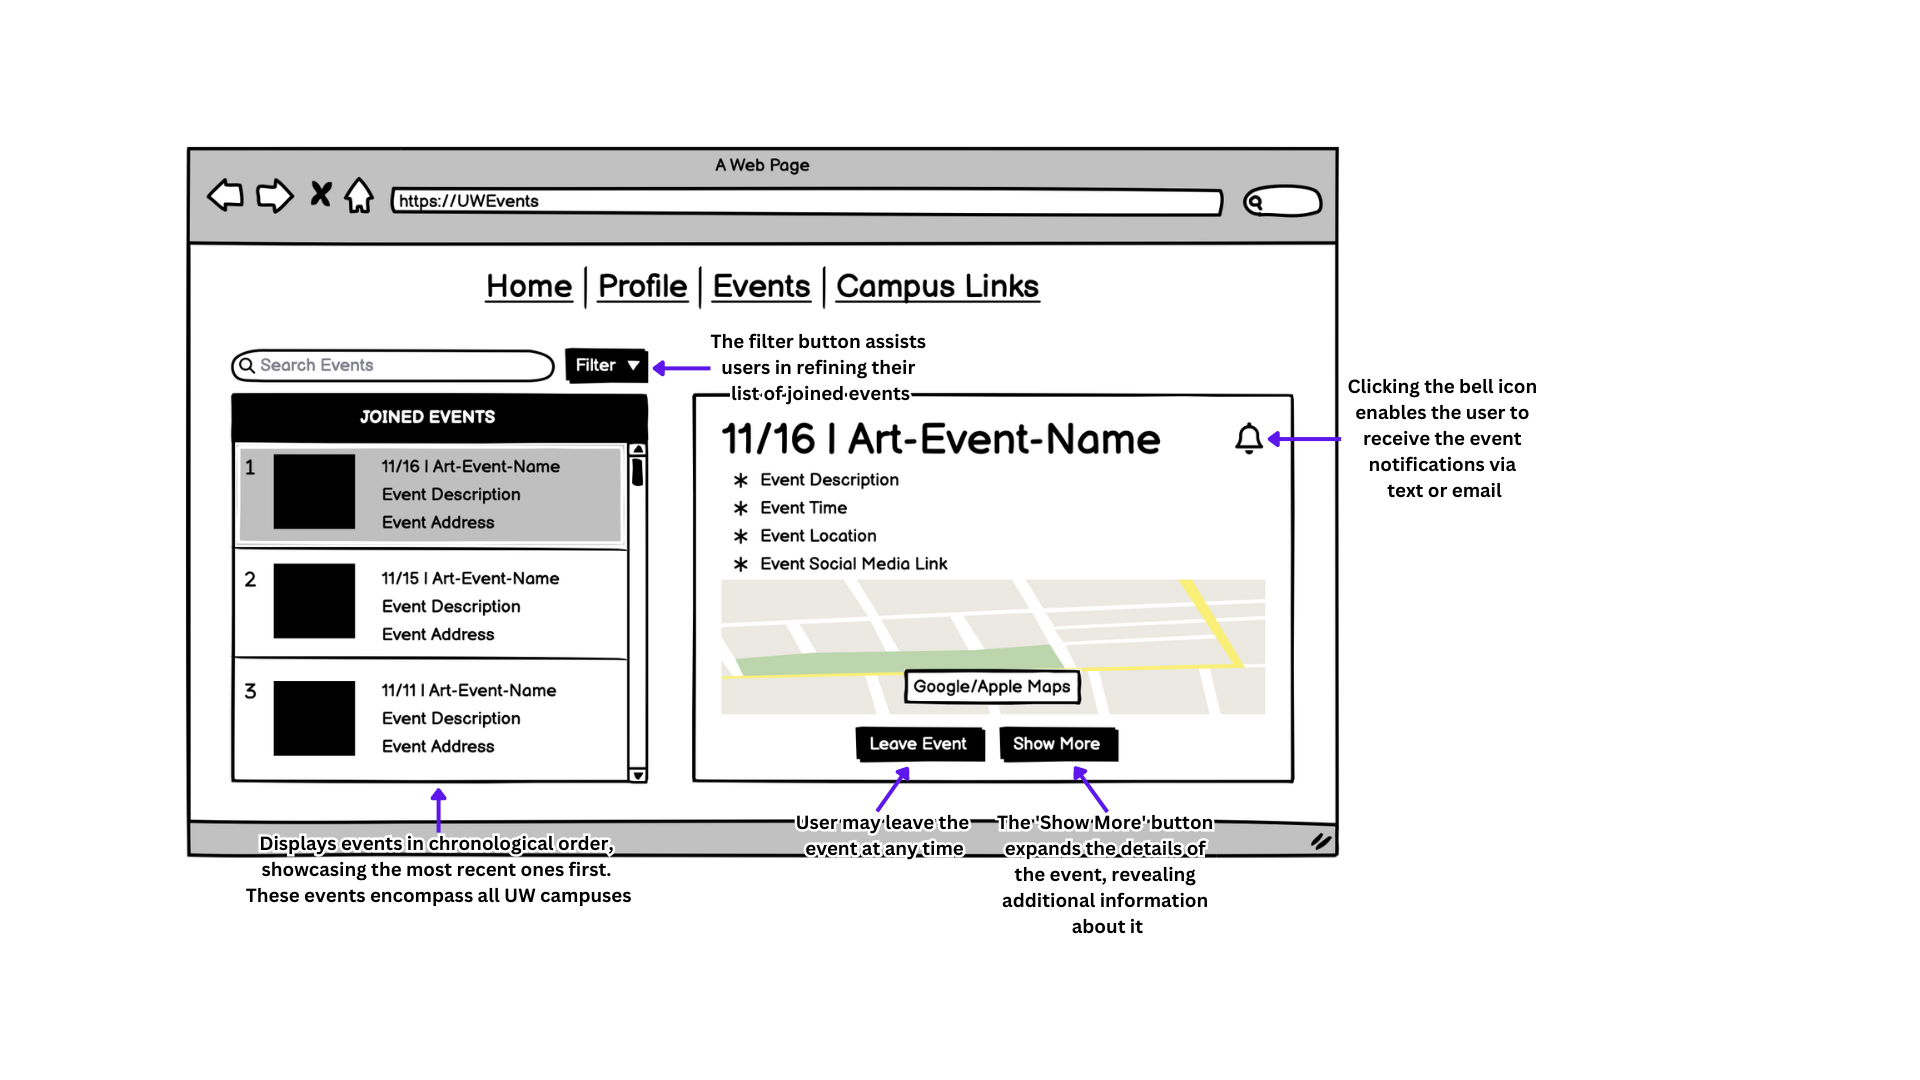 A Web Page
https://UWEvents
Home | Profile | Events | Campus Links
Search Events
Filter
The filter button assists
users in refining their
list of joined events
JOINED EVENTS
1
11/16 | Art-Event-Name
Event Description
Event Address
2
11/15 | Art-Event-Name
Event Description
Event Address
3
11/11 | Art-Event-Name
Event Description
Event Address
Displays events in chronological order,
showcasing the most recent ones first.
These events encompass all UW campuses
11/16 | Art-Event-Name
* Event Description
* Event Time
* Event Location
* Event Social Media Link
Google/Apple Maps
Leave Event
Show More
User may leave the
event at any time
The 'Show More' button
expands the details of
the event, revealing
additional information
about it
Clicking the bell icon
enables the user to
receive the event
notifications via
text or email